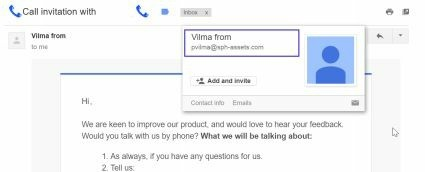 Call invitation with
Inbox x
Vilma from
to me
Vilma from
pvilma@sph-assets.com
Add and invite
Contact info Emails
Hi,
We are keen to improve our product, and would love to hear your feedback.
Would you talk with us by phone? What we will be talking about:
1. As always, if you have any questions for us.
2. Tell us: